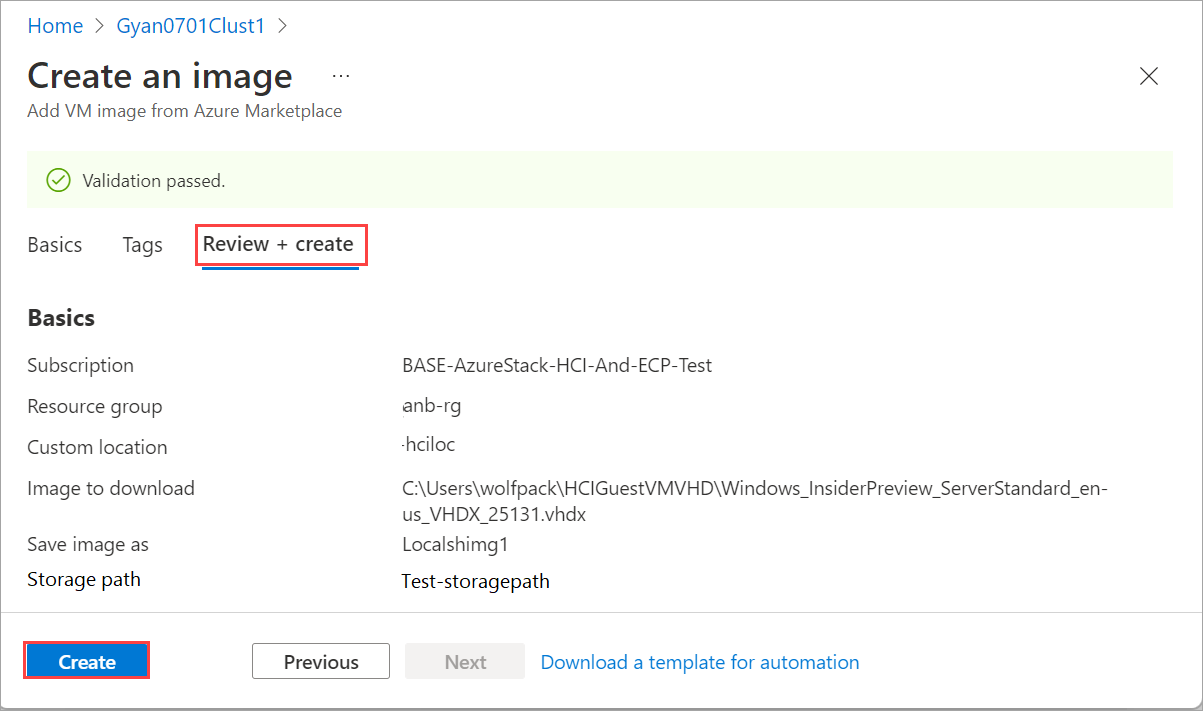 Home > Gyan0701Clust1 >
Create an image ...
Add VM image from Azure Marketplace
Validation passed.
Basics Tags Review + create
Basics
Subscription BASE-AzureStack-HCI-And-ECP-Test
Resource group anb-rg
Custom location -hciloc
Image to download C:\Users\wolfpack\HCIGuestVMVHD\Windows_InsiderPreview_ServerStandard_en-
us_VHDX_25131.vhdx
Save image as Localshimg1
Storage path Test-storagepath
Create Previous Next Download a template for automation